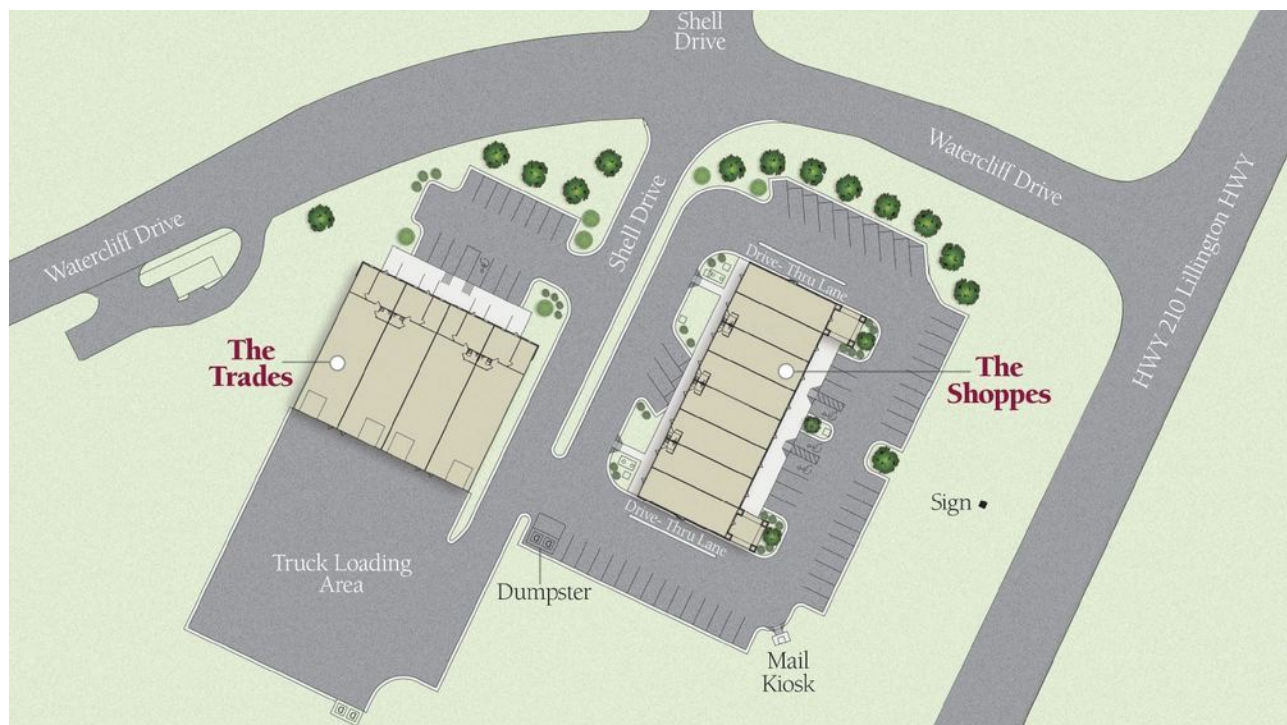 Shell
Drive
Watercliff Drive
Watercliff Drive
Shell Drive
HWY 210 Lillington HWY
Drive- Thru Lane
The
Trades
The
Shoppes
Sign
Drive- Thru Lane
Truck Loading
Area
Dumpster
Mail
Kiosk